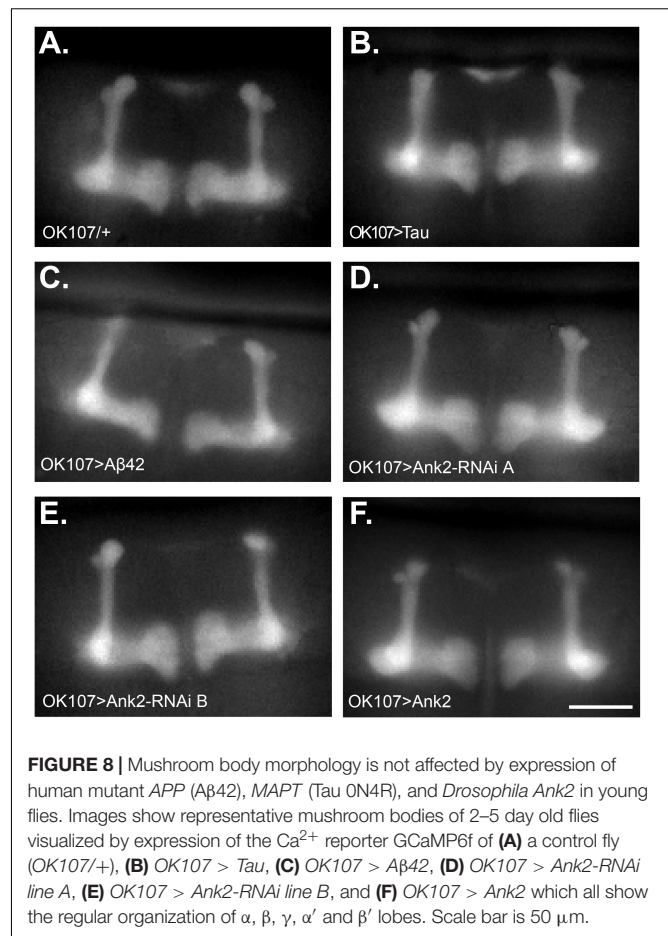 A.
B.
OK107/+
OK107>Tau
C.
D.
OK107>Aβ42
OK107>Ank2-RNAi A
E.
F.
OK107>Ank2-RNAi B
OK107>Ank2
FIGURE 8 | Mushroom body morphology is not affected by expression of
human mutant APP (Aβ42), MAPT (Tau 0N4R), and Drosophila Ank2 in young
flies. Images show representative mushroom bodies of 2–5 day old flies
visualized by expression of the Ca²⁺ reporter GCaMP6f of (A) a control fly
(OK107/+), (B) OK107 > Tau, (C) OK107 > Aβ42, (D) OK107 > Ank2-RNAi
line A, (E) OK107 > Ank2-RNAi line B, and (F) OK107 > Ank2 which all show
the regular organization of α, β, γ, α′ and β′ lobes. Scale bar is 50 μm.